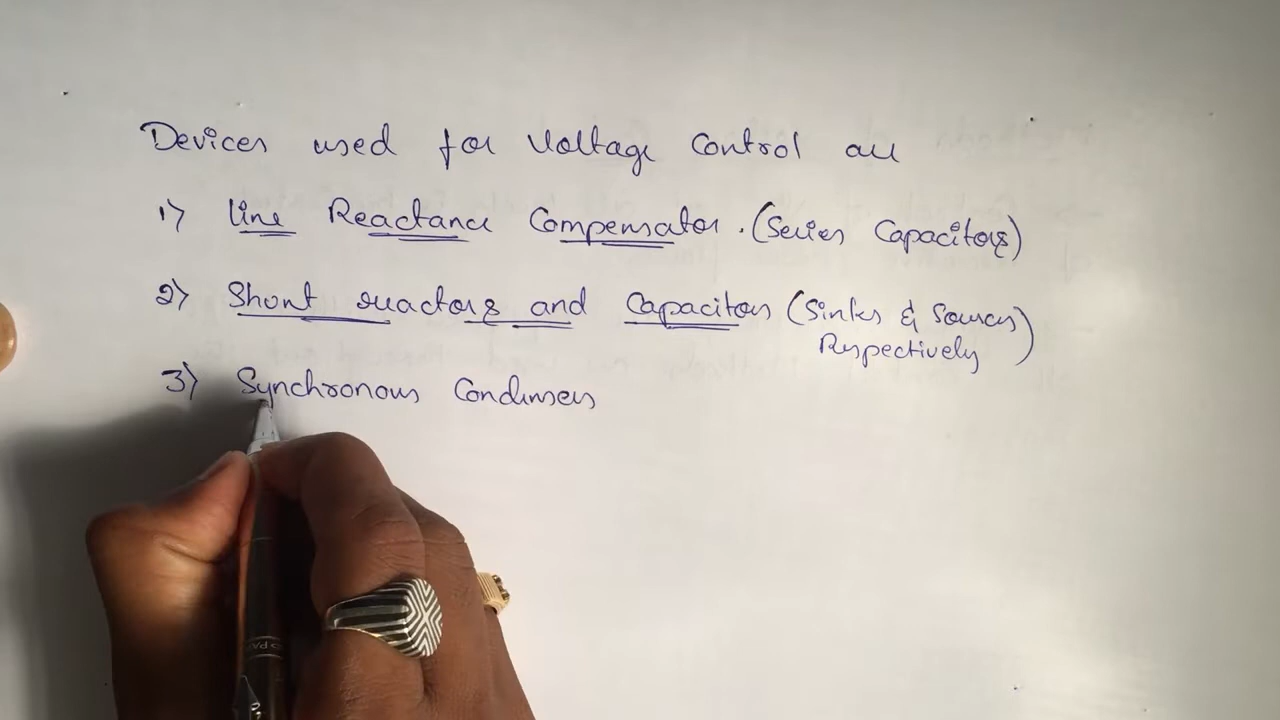 Devices used for Voltage Control are
1) Line Reactance Compensator. (Series Capacitors)
2) Shunt reactors and Capacitors (Sinks & Sources)
Respectively
3) Synchronous Condensers